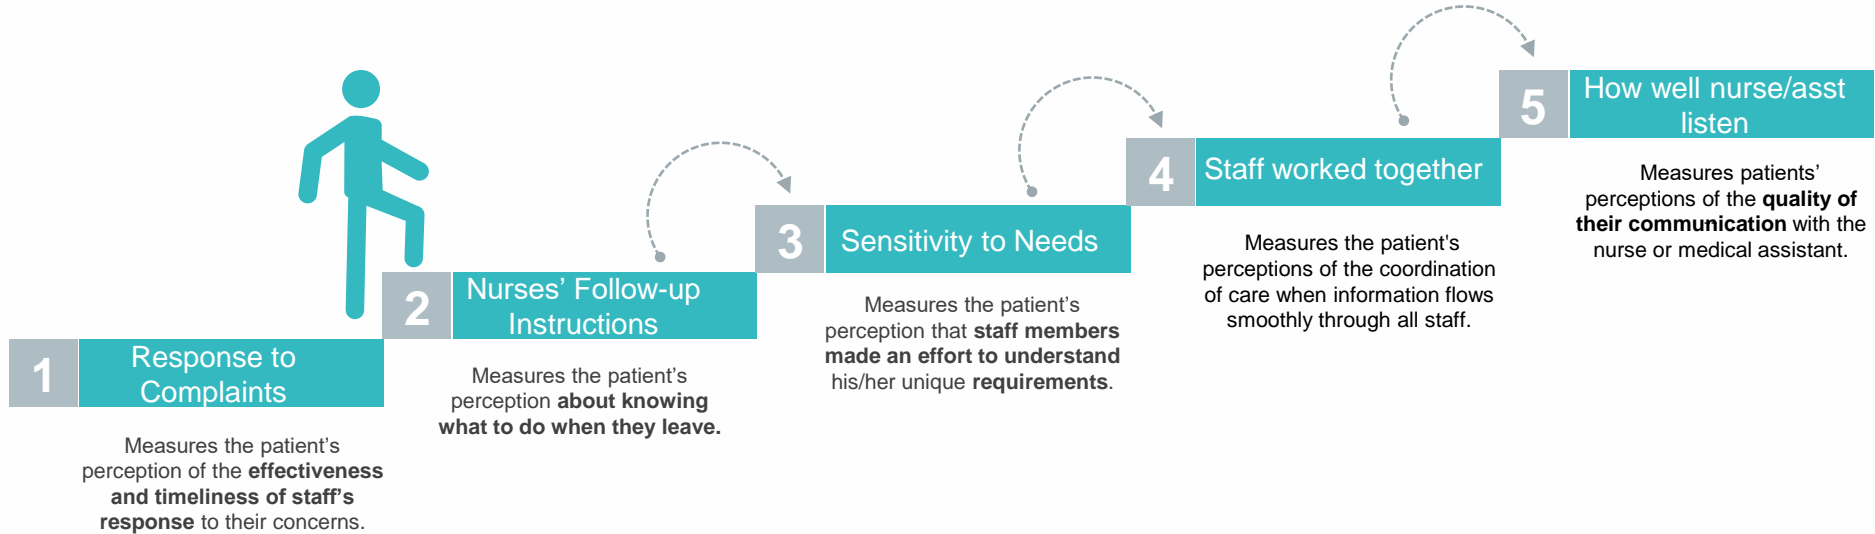 1
Response to
Complaints
Measures the patient’s
perception of the effectiveness
and timeliness of staff’s
response to their concerns.
2
Nurses’ Follow-up
Instructions
Measures the patient’s
perception about knowing
what to do when they leave.
3
Sensitivity to Needs
Measures the patient’s
perception that staff members
made an effort to understand
his/her unique requirements.
4
Staff worked together
Measures the patient's
perceptions of the coordination
of care when information flows
smoothly through all staff.
5
How well nurse/asst
listen
Measures patients’
perceptions of the quality of
their communication with the
nurse or medical assistant.